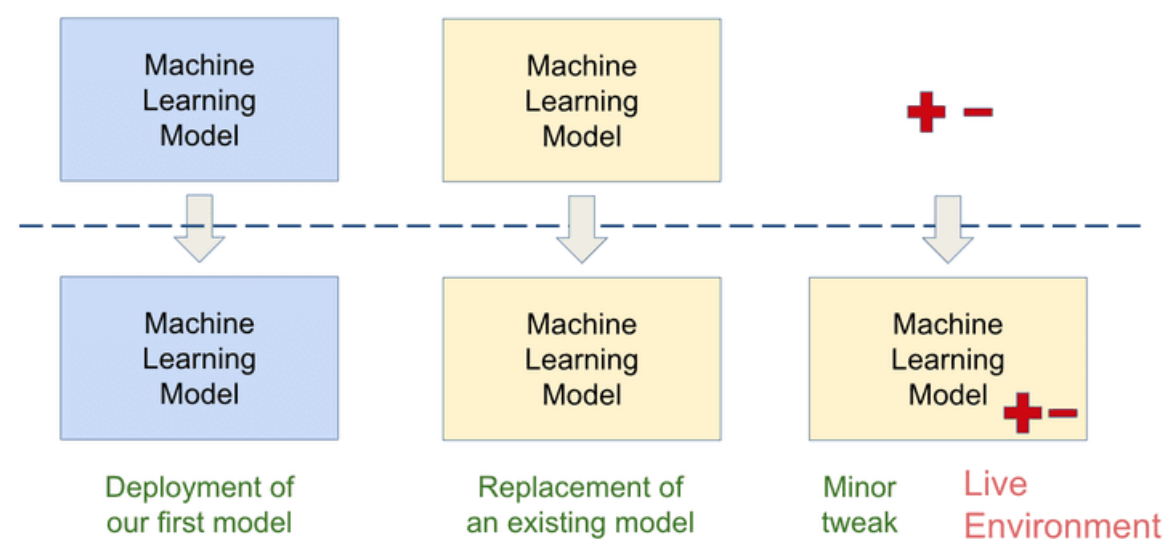 Machine
Learning
Model
Machine
Learning
Model
Machine
Learning
Model
Machine
Learning
Model
Machine
Learning
Model
Deployment of
our first model
Replacement of
an existing model
Minor
tweak
Live
Environment